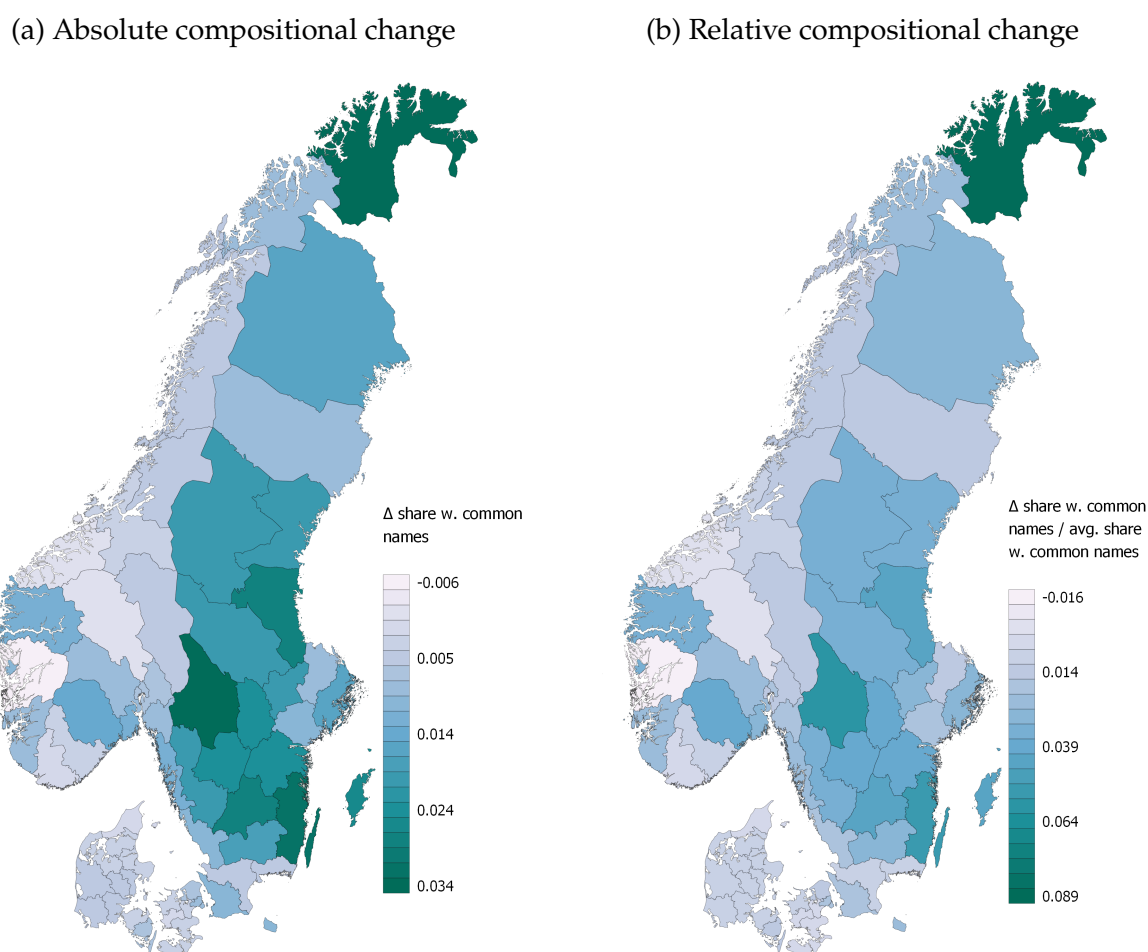 (a) Absolute compositional change
(b) Relative compositional change
Δ share w. common
names
-0.006
0.005
0.014
0.024
0.034
Δ share w. common
names / avg. share
w. common names
-0.016
0.014
0.039
0.064
0.089